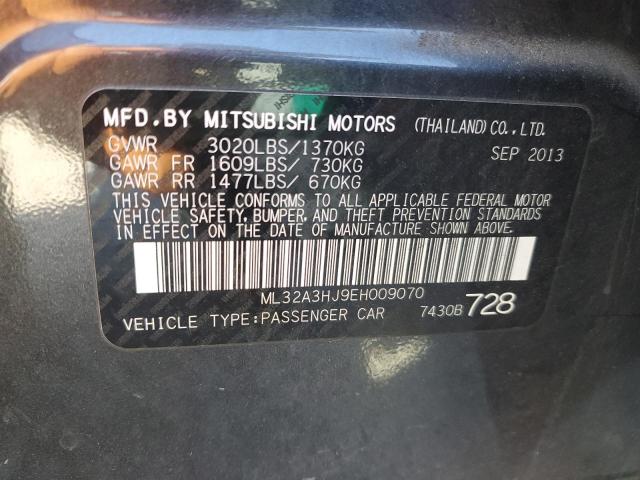 MFD.BY MITSUBISHI MOTORS (THAILAND)CO.,LTD.
GVWR 3020LBS/1370KG SEP 2013
GAWR FR 1609LBS/ 730KG
GAWR RR 1477LBS/ 670KG
THIS VEHICLE CONFORMS TO ALL APPLICABLE FEDERAL MOTOR
VEHICLE SAFETY, BUMPER, AND THEFT PREVENTION STANDARDS
IN EFFECT ON THE DATE OF MANUFACTURE SHOWN ABOVE.
ML32A3HJ9EH009070
VEHICLE TYPE:PASSENGER CAR 7430B 728